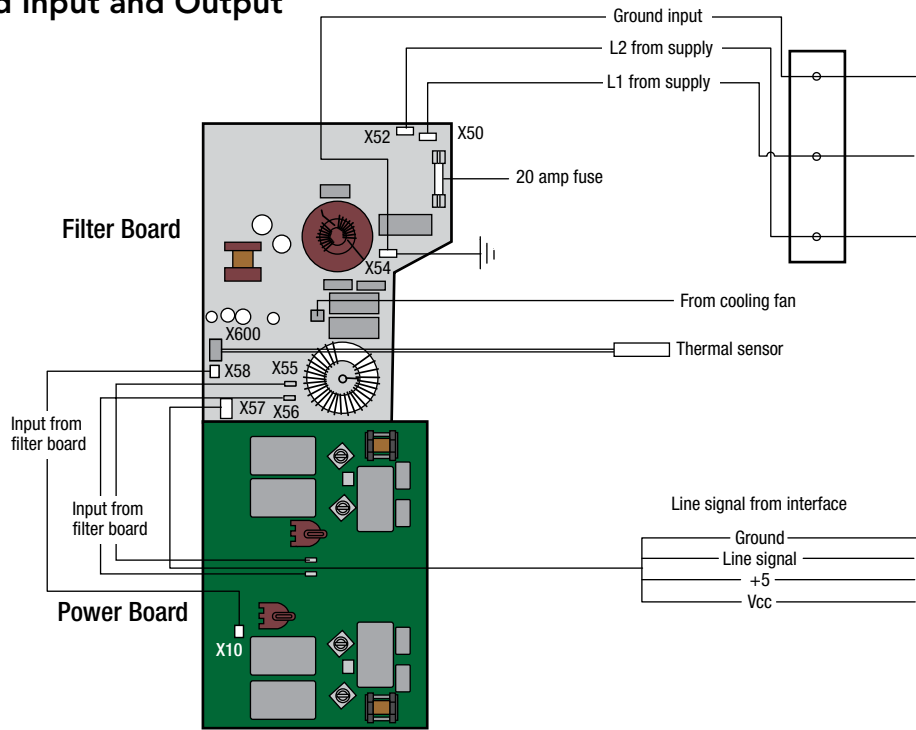 d Input and Output
Ground input
L2 from supply
L1 from supply
X52
X50
20 amp fuse
Filter Board
X54
From cooling fan
X600
Thermal sensor
X58
X55
X57
X56
Input from
filter board
Input from
filter board
Line signal from interface
Ground
Line signal
+5
Vcc
Power Board
X10